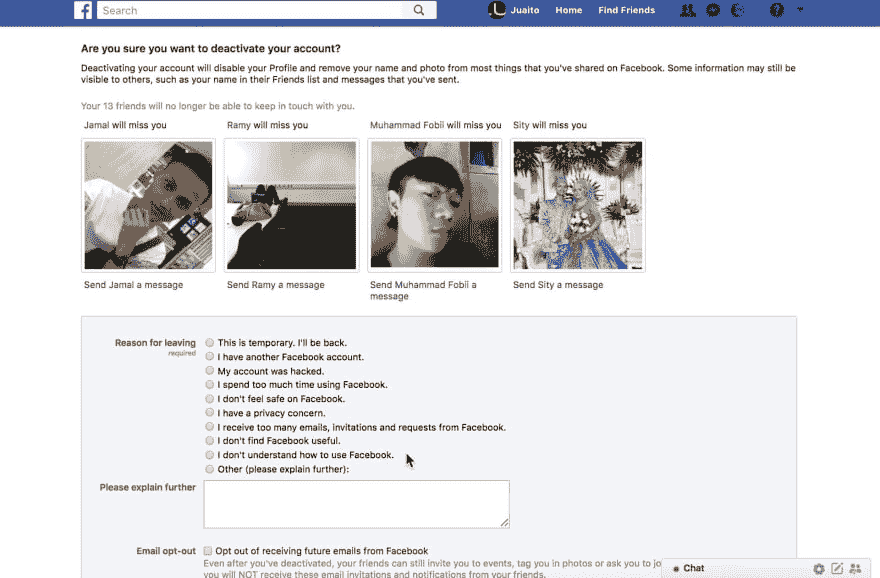 f Search Juaito Home Find Friends
Are you sure you want to deactivate your account?
Deactivating your account will disable your Profile and remove your name and photo from most things that you've shared on Facebook. Some information may still be
visible to others, such as your name in their Friends list and messages that you've sent.
Your 13 friends will no longer be able to keep in touch with you.
Jamal will miss you Ramy will miss you Muhammad Fobii will miss you Sity will miss you
Send Jamal a message Send Ramy a message Send Muhammad Fobii a Send Sity a message
message
Reason for leaving
required
This is temporary. I'll be back.
I have another Facebook account.
My account was hacked.
I spend too much time using Facebook.
I don't feel safe on Facebook.
I have a privacy concern.
I receive too many emails, invitations and requests from Facebook.
I don't find Facebook useful.
I don't understand how to use Facebook.
Other (please explain further):
Please explain further
Email opt-out Opt out of receiving future emails from Facebook
Even after you've deactivated, your friends can still invite you to events, tag you in photos or ask you to jo
you will NOT receive these email invitations and notifications from your friends.
Chat